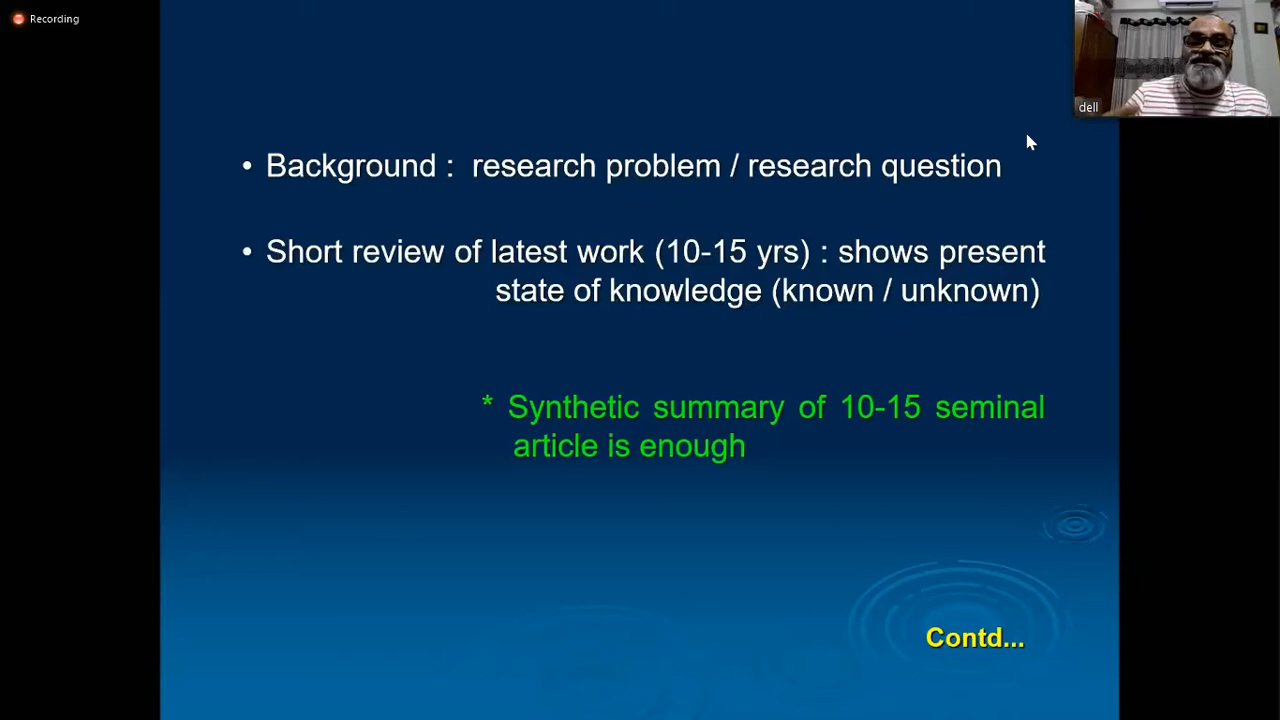 Recording
dell
• Background : research problem / research question
• Short review of latest work (10-15 yrs) : shows present
state of knowledge (known / unknown)
* Synthetic summary of 10-15 seminal
article is enough
Contd...